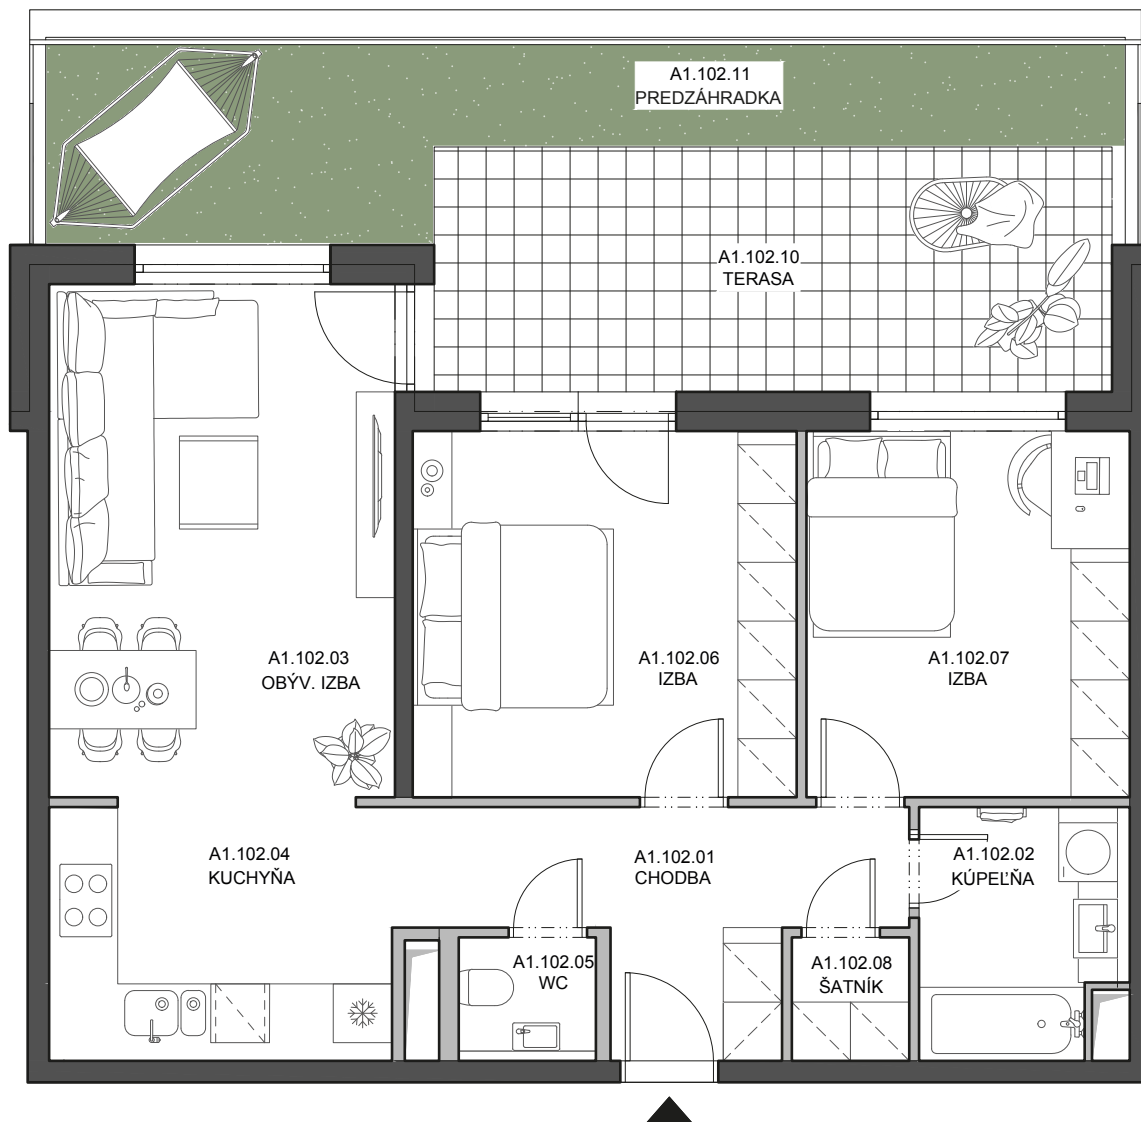 A1.102.11
PREDZÁHRADKA
A1.102.10
TERASA
A1.102.03
OBÝV. IZBA
A1.102.06
IZBA
A1.102.07
IZBA
A1.102.04
KUCHYŇA
A1.102.01
CHODBA
A1.102.02
KÚPEĽŇA
A1.102.05
WC
A1.102.08
ŠATNÍK